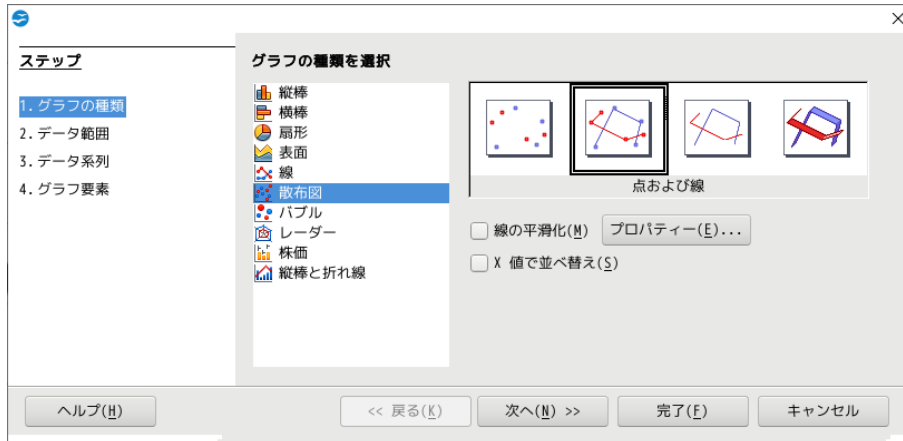 ステップ
1. グラフの種類
2. データ範囲
3. データ系列
4. グラフ要素
グラフの種類を選択
縦棒
横棒
扇形
表面
線
散布図
バブル
レーダー
株価
縦棒と折れ線
点および線
線の平滑化(M)
プロパティー(E)...
X 値で並べ替え(S)
ヘルプ(H)
<< 戻る(K)
次へ(N) >>
完了(F)
キャンセル